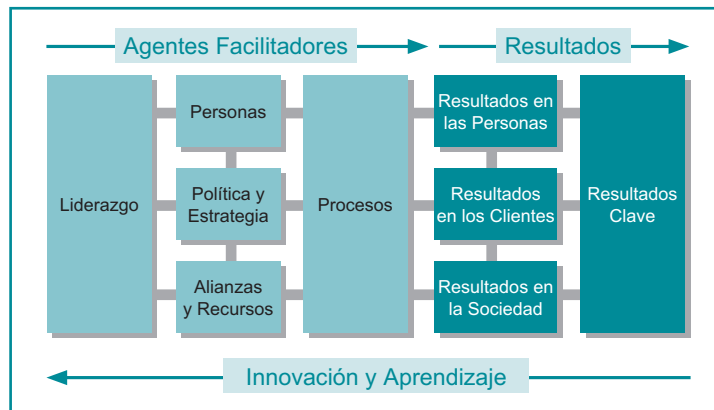 Agentes Facilitadores
Resultados
Liderazgo
Personas
Política y
Estrategia
Alianzas
y Recursos
Procesos
Resultados en
las Personas
Resultados
en los Clientes
Resultados en
la Sociedad
Resultados
Clave
Innovación y Aprendizaje